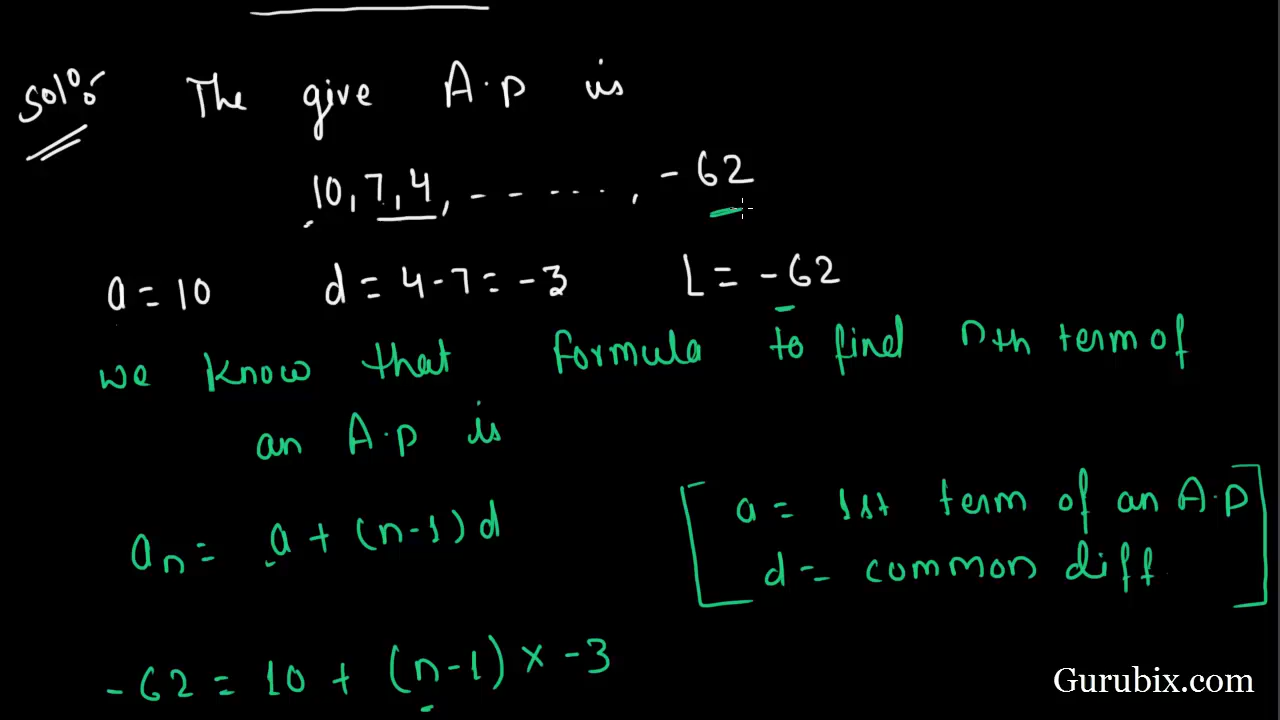 Sol%
The give A.P is
10, 7, 4, - - - ..., - 62
a = 10 d = 4 - 7 = -3 L = -62
we know that formula to find nth term of
an A.P is
an = a + (n-1) d
a = 1st term of an A.P
d = common diff
-62 = 10 + (n-1) x -3
Gurubix.com